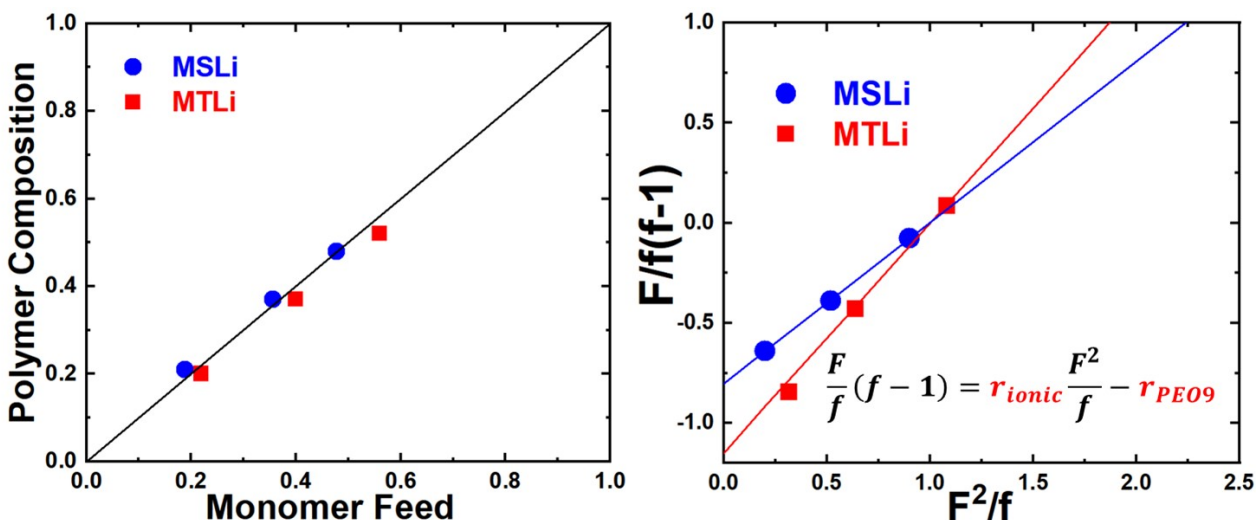 Polymer Composition
1.0
0.8
0.6
0.4
0.2
0.0
MSLi
MTLi
0.0 0.2 0.4 0.6 0.8 1.0
Monomer Feed
F/f(f-1)
1.0
0.5
0.0
-0.5
-1.0
MSLi
MTLi
F/f (f − 1) = r_ionic F²/f − r_PEO9
0.0 0.5 1.0 1.5 2.0 2.5
F²/f